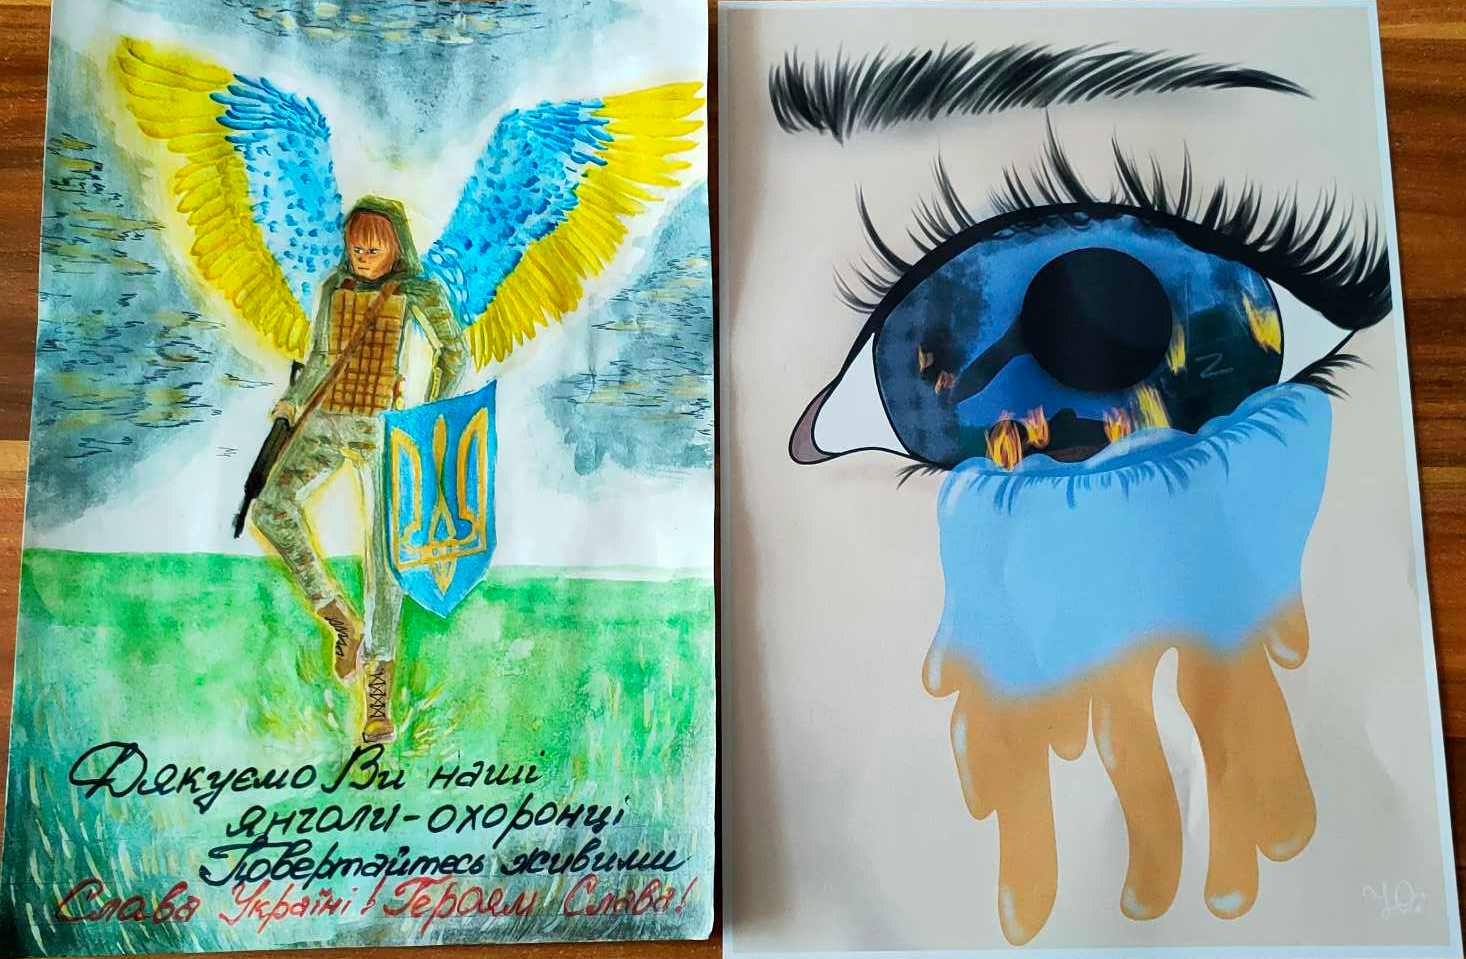 Дякуємо Ви наші
янголи-охоронці
Повертайтесь живими
Слава Україні! Героям Слава!
Z